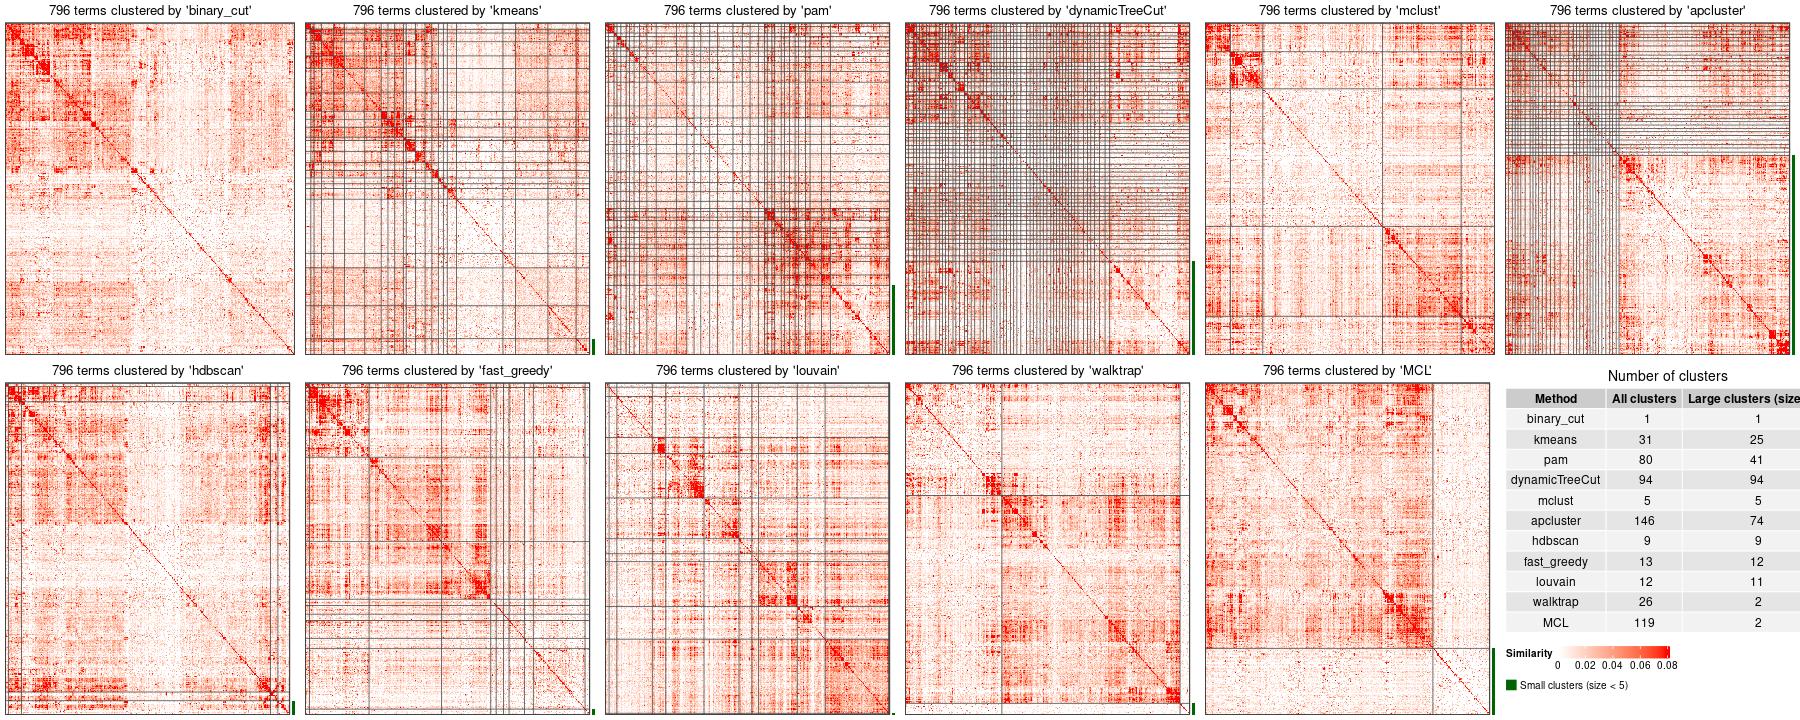 796 terms clustered by 'binary_cut'
796 terms clustered by 'kmeans'
796 terms clustered by 'pam'
796 terms clustered by 'dynamicTreeCut'
796 terms clustered by 'mclust'
796 terms clustered by 'apcluster'
796 terms clustered by 'hdbscan'
796 terms clustered by 'fast_greedy'
796 terms clustered by 'louvain'
796 terms clustered by 'walktrap'
796 terms clustered by 'MCL'
Number of clusters
Method All clusters Large clusters (size
binary_cut 1 1
kmeans 31 25
pam 80 41
dynamicTreeCut 94 94
mclust 5 5
apcluster 146 74
hdbscan 9 9
fast_greedy 13 12
louvain 12 11
walktrap 26 2
MCL 119 2
Similarity
0 0.02 0.04 0.06 0.08
Small clusters (size < 5)